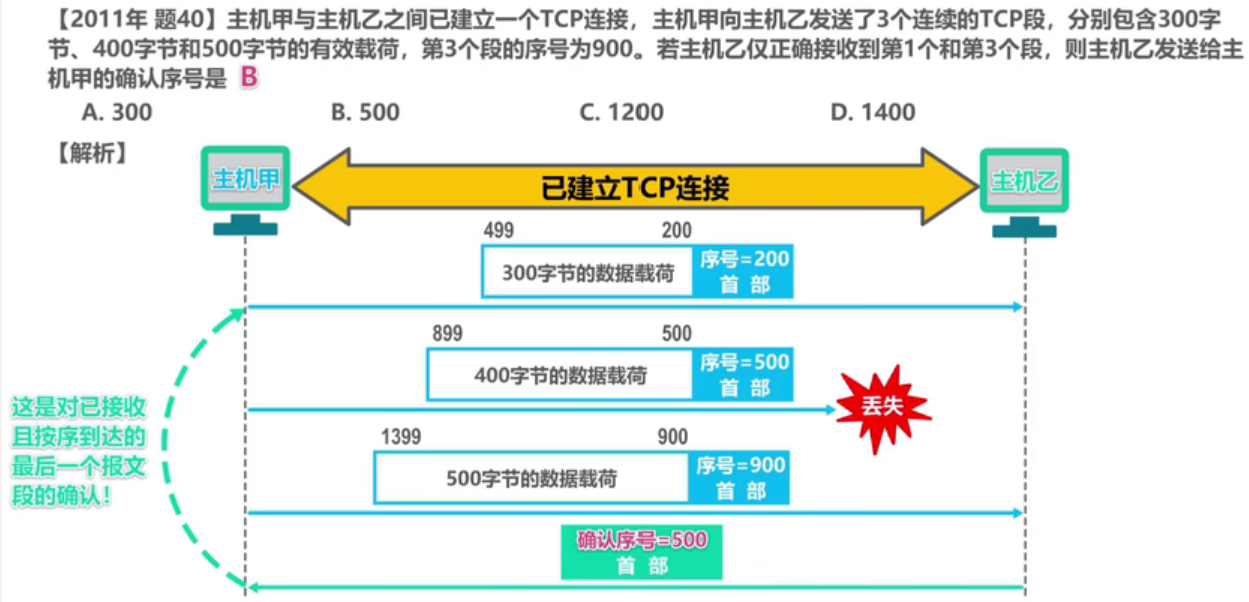 【2011年 题40】主机甲与主机乙之间已建立一个TCP连接，主机甲向主机乙发送了3个连续的TCP段，分别包含300字
节、400字节和500字节的有效载荷，第3个段的序号为900。若主机乙仅正确接收到第1个和第3个段，则主机乙发送给主
机甲的确认序号是 B
A. 300 B. 500 C. 1200 D. 1400
【解析】
主机甲 已建立TCP连接 主机乙
499 200
300字节的数据载荷 序号=200
首 部
899 500
400字节的数据载荷 序号=500
首 部
丢失
这是对已接收
且按序到达的
最后一个报文
段的确认！
1399 900
500字节的数据载荷 序号=900
首 部
确认序号=500
首 部